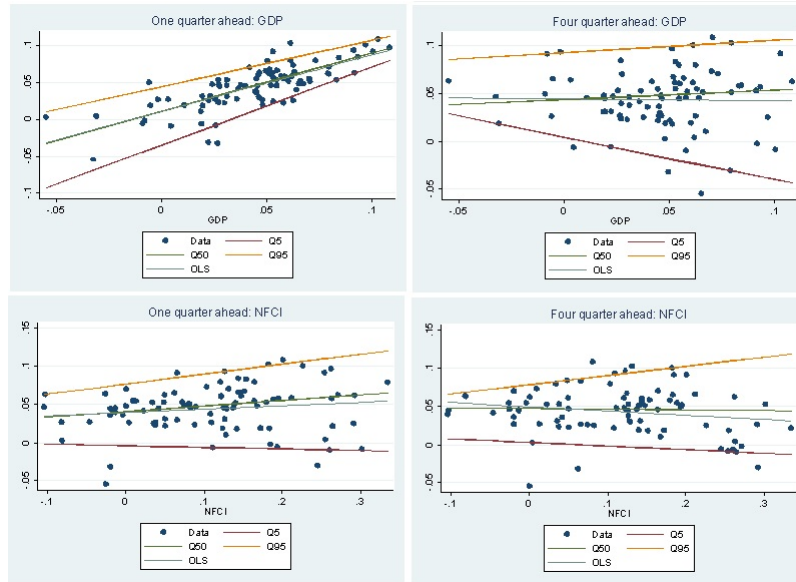 One quarter ahead: GDP
.1
.05
0
-.05
-.1
-.05 0 .05 .1
GDP
Data Q5
Q50 Q95
OLS
Four quarter ahead: GDP
.1
.05
0
-.05
-.05 0 .05 .1
GDP
Data Q5
Q50 Q95
OLS
One quarter ahead: NFCI
.15
.1
.05
0
-.05
-.1 0 .1 .2 .3
NFCI
Data Q5
Q50 Q95
OLS
Four quarter ahead: NFCI
.15
.1
.05
0
-.05
-.1 0 .1 .2 .3
NFCI
Data Q5
Q50 Q95
OLS